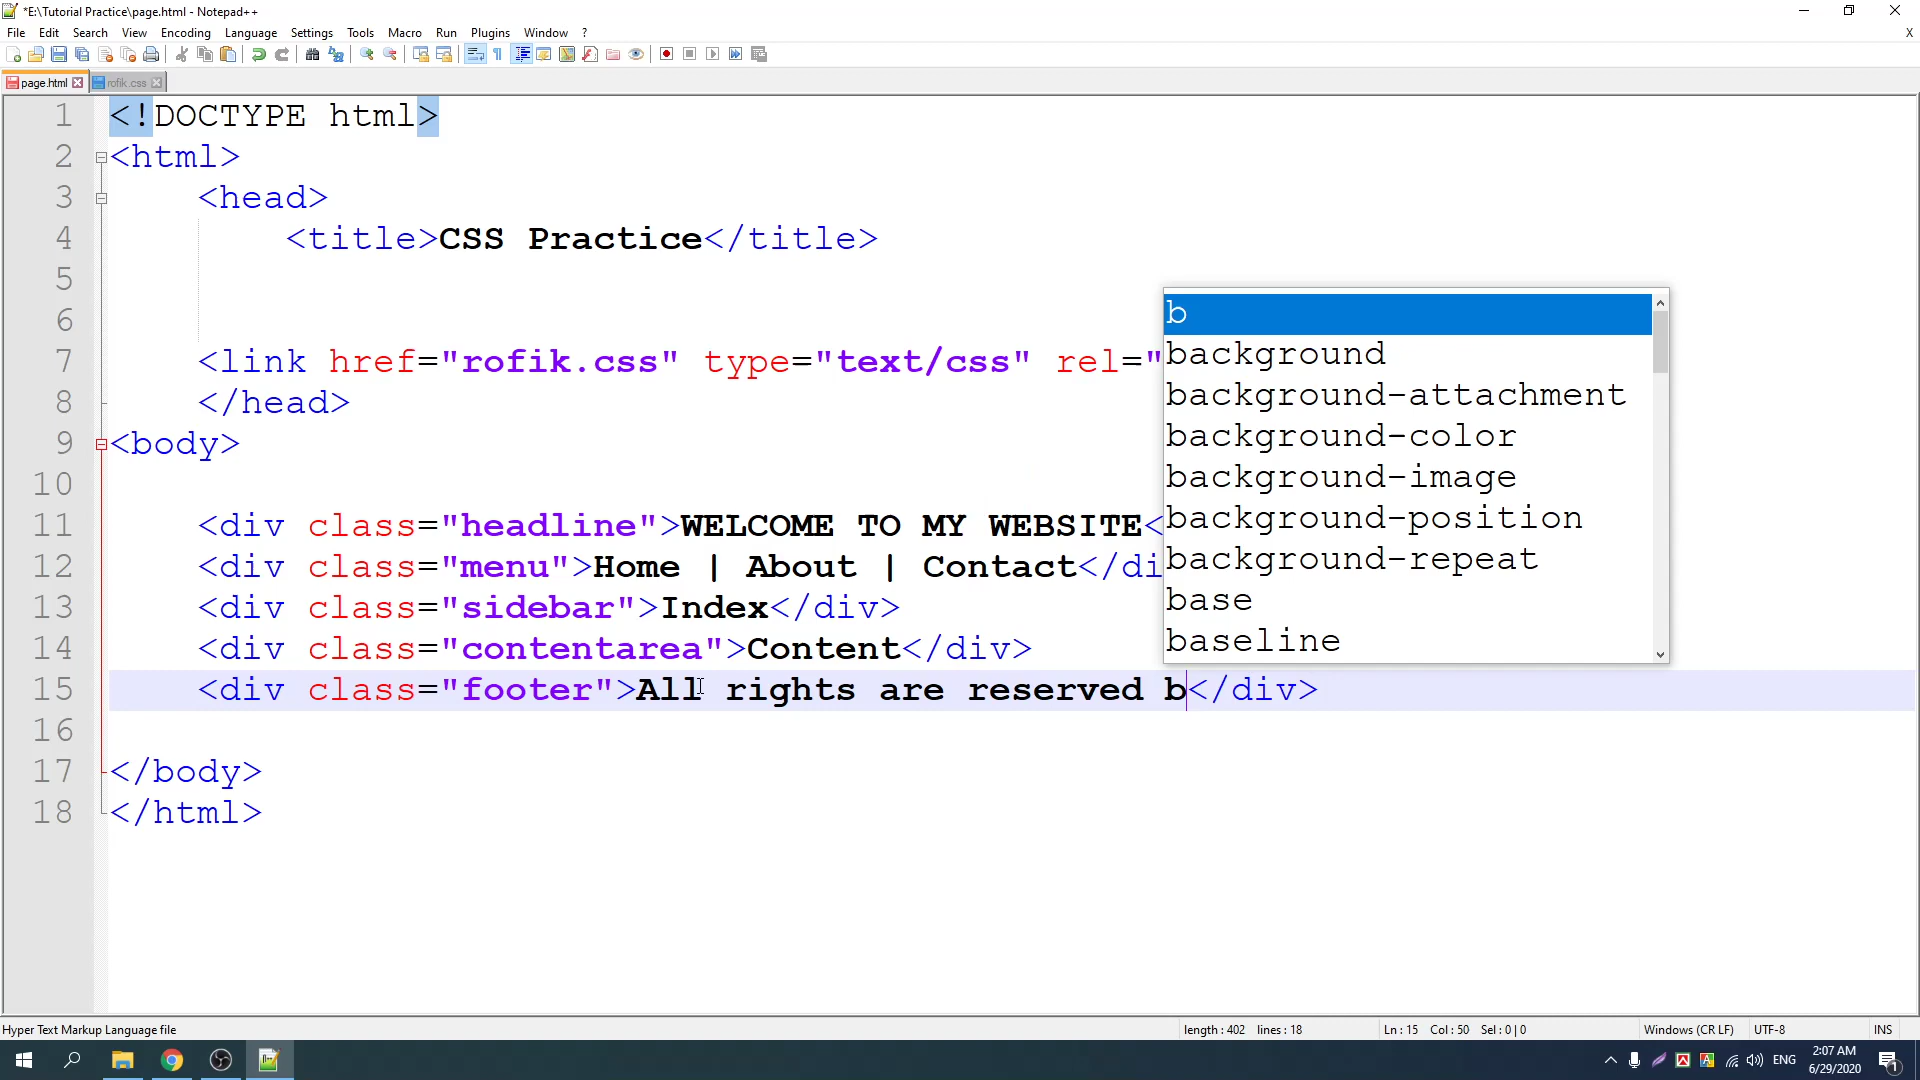 *E:\Tutorial Practice\page.html - Notepad++
File Edit Search View Encoding Language Settings Tools Macro Run Plugins Window ? X
page.html rofik.css
1 <!DOCTYPE html>
2 <html>
3 <head>
4 <title>CSS Practice</title>
5
6
7 <link href="rofik.css" type="text/css" rel="
8 </head>
9 <body>
10
11 <div class="headline">WELCOME TO MY WEBSITE<
12 <div class="menu">Home | About | Contact</di
13 <div class="sidebar">Index</div>
14 <div class="contentarea">Content</div>
15 <div class="footer">All rights are reserved b</div>
16
17 </body>
18 </html>
b
background
background-attachment
background-color
background-image
background-position
background-repeat
base
baseline
Hyper Text Markup Language file length : 402 lines : 18 Ln : 15 Col : 50 Sel : 0 | 0 Windows (CR LF) UTF-8 INS
ENG 2:07 AM
6/29/2020 1